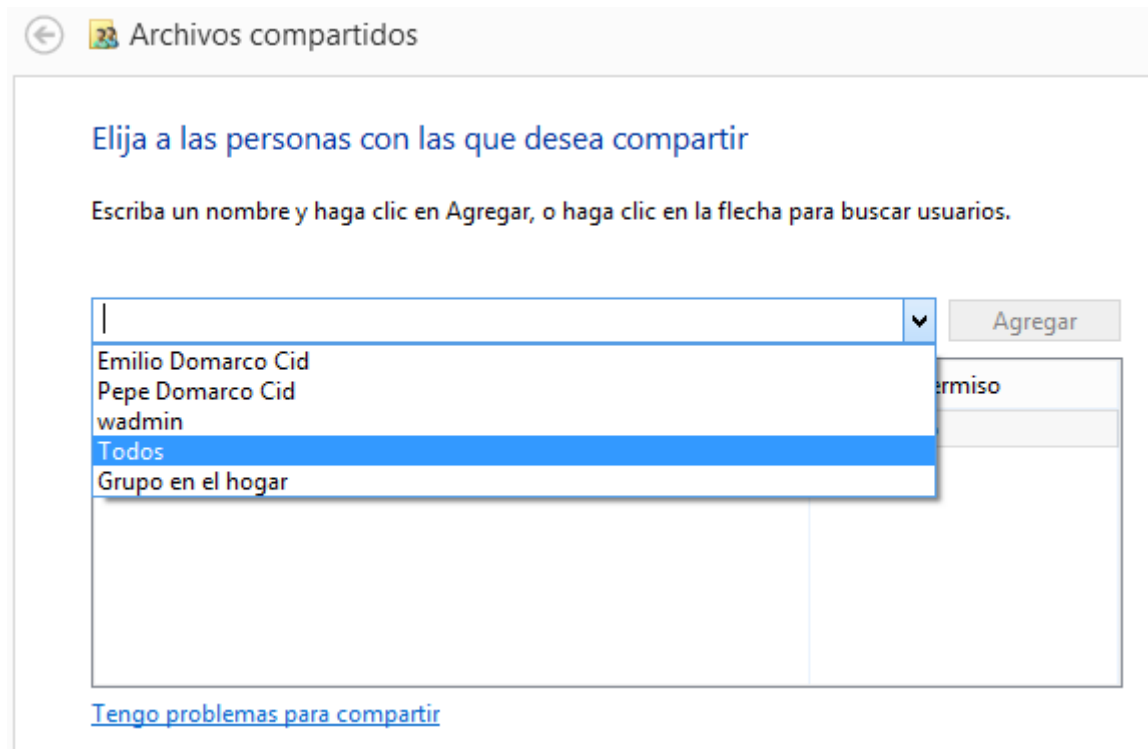 Archivos compartidos
Elija a las personas con las que desea compartir
Escriba un nombre y haga clic en Agregar, o haga clic en la flecha para buscar usuarios.
Agregar
Emilio Domarco Cid
Pepe Domarco Cid
wadmin
Todos
Grupo en el hogar
Tengo problemas para compartir